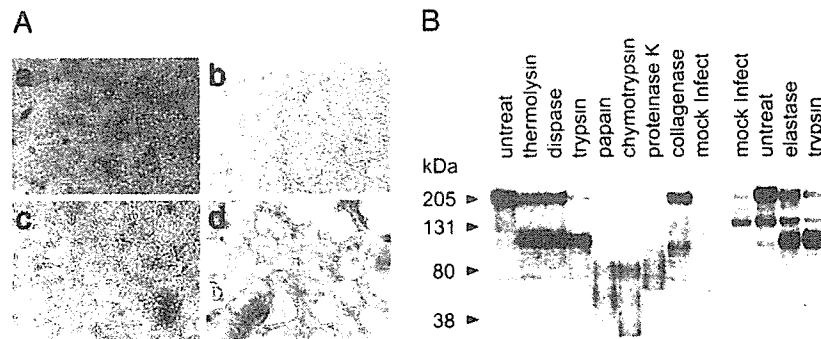 A
B
a
b
c
d
untreat
thermolysin
dispase
trypsin
papain
chymotrypsin
proteinase K
collagenase
mock Infect
mock Infect
untreat
elastase
trypsin
kDa
205
131
80
38